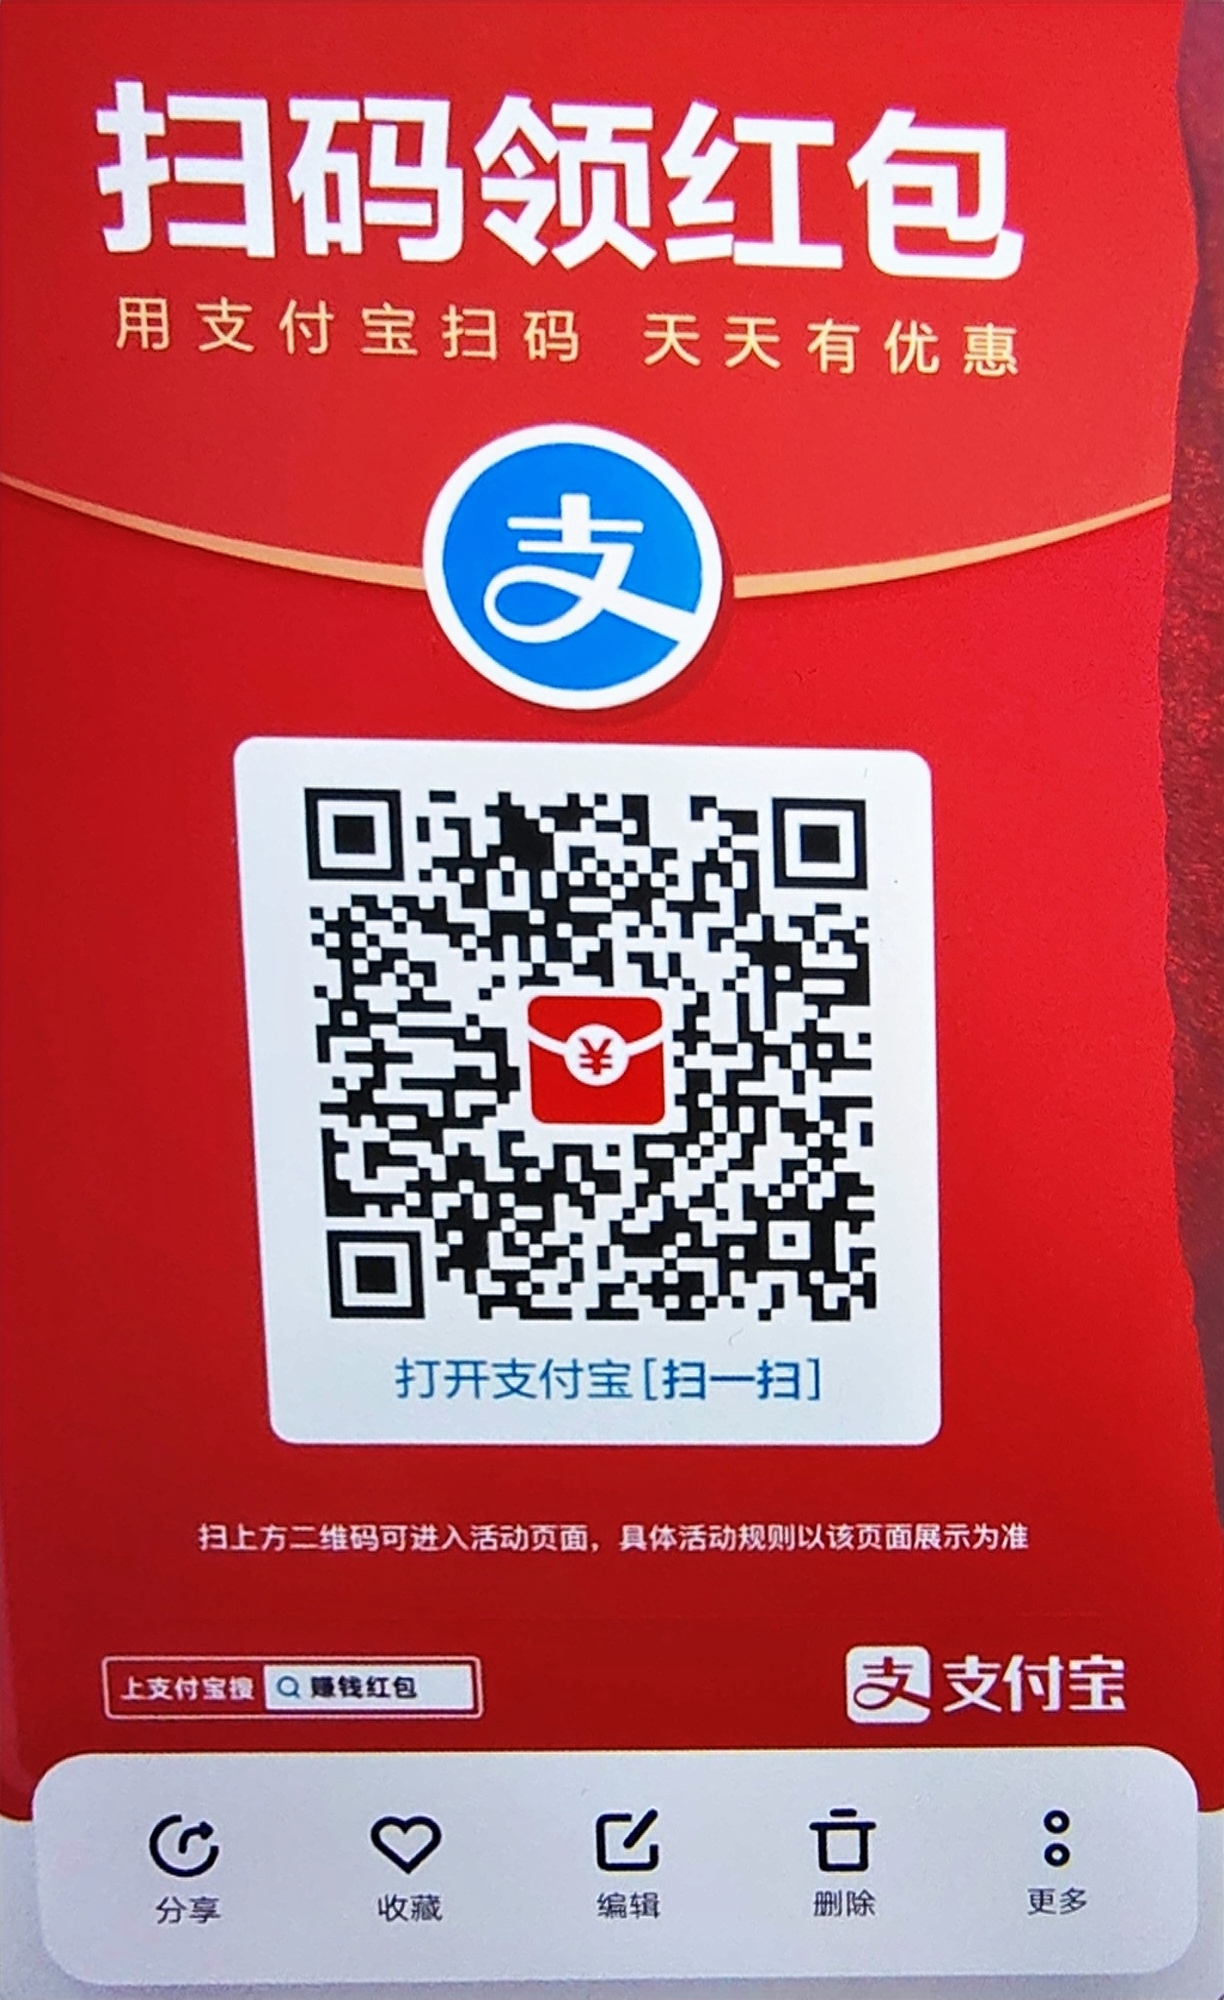 扫码领红包
用支付宝扫码 天天有优惠
支
¥
打开支付宝[扫一扫]
扫上方二维码可进入活动页面，具体活动规则以该页面展示为准
上支付宝搜 赚钱红包
支 支付宝
分享 收藏 编辑 删除 更多